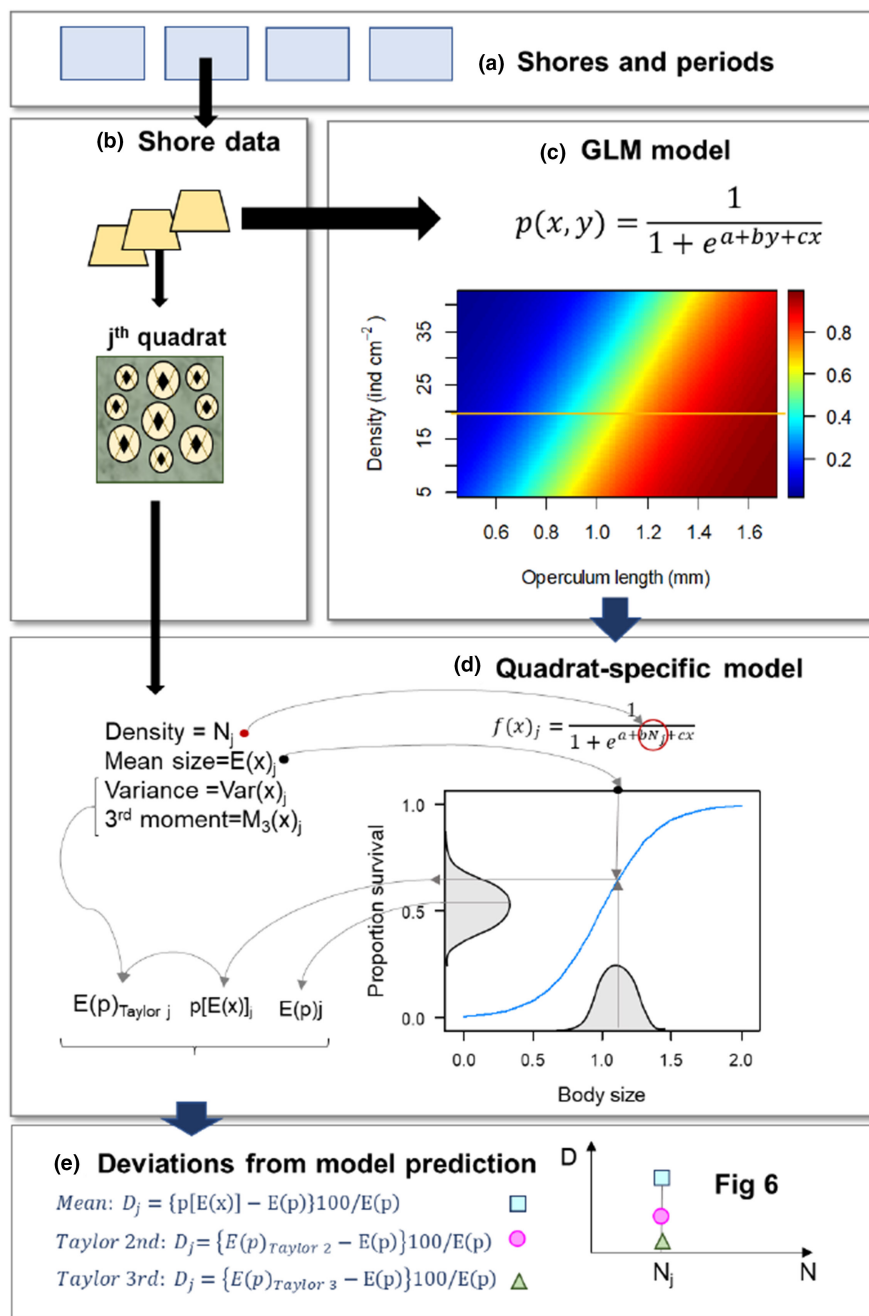 (a) Shores and periods
(b) Shore data
jth quadrat
(c) GLM model
p(x, y) = 1 / 1 + e^{a+by+cx}
Density (ind cm⁻²)
35
25
15
5
0.6 0.8 1.0 1.2 1.4 1.6
Operculum length (mm)
0.8
0.6
0.4
0.2
(d) Quadrat-specific model
Density = Nj
Mean size=E(x)j
Variance =Var(x)j
3rd moment=M3(x)j
f(x)j = 1 / 1 + e^{a+bNj+cx}
E(p)Taylor j p[E(x)]j E(p)j
Proportion survival
1.0
0.5
0.0
0.0 0.5 1.0 1.5 2.0
Body size
(e) Deviations from model prediction
Mean: Dj = {p[E(x)] − E(p)}100/E(p)
Taylor 2nd: Dj = {E(p)Taylor 2 − E(p)}100/E(p)
Taylor 3rd: Dj = {E(p)Taylor 3 − E(p)}100/E(p)
D
Fig 6
Nj
N